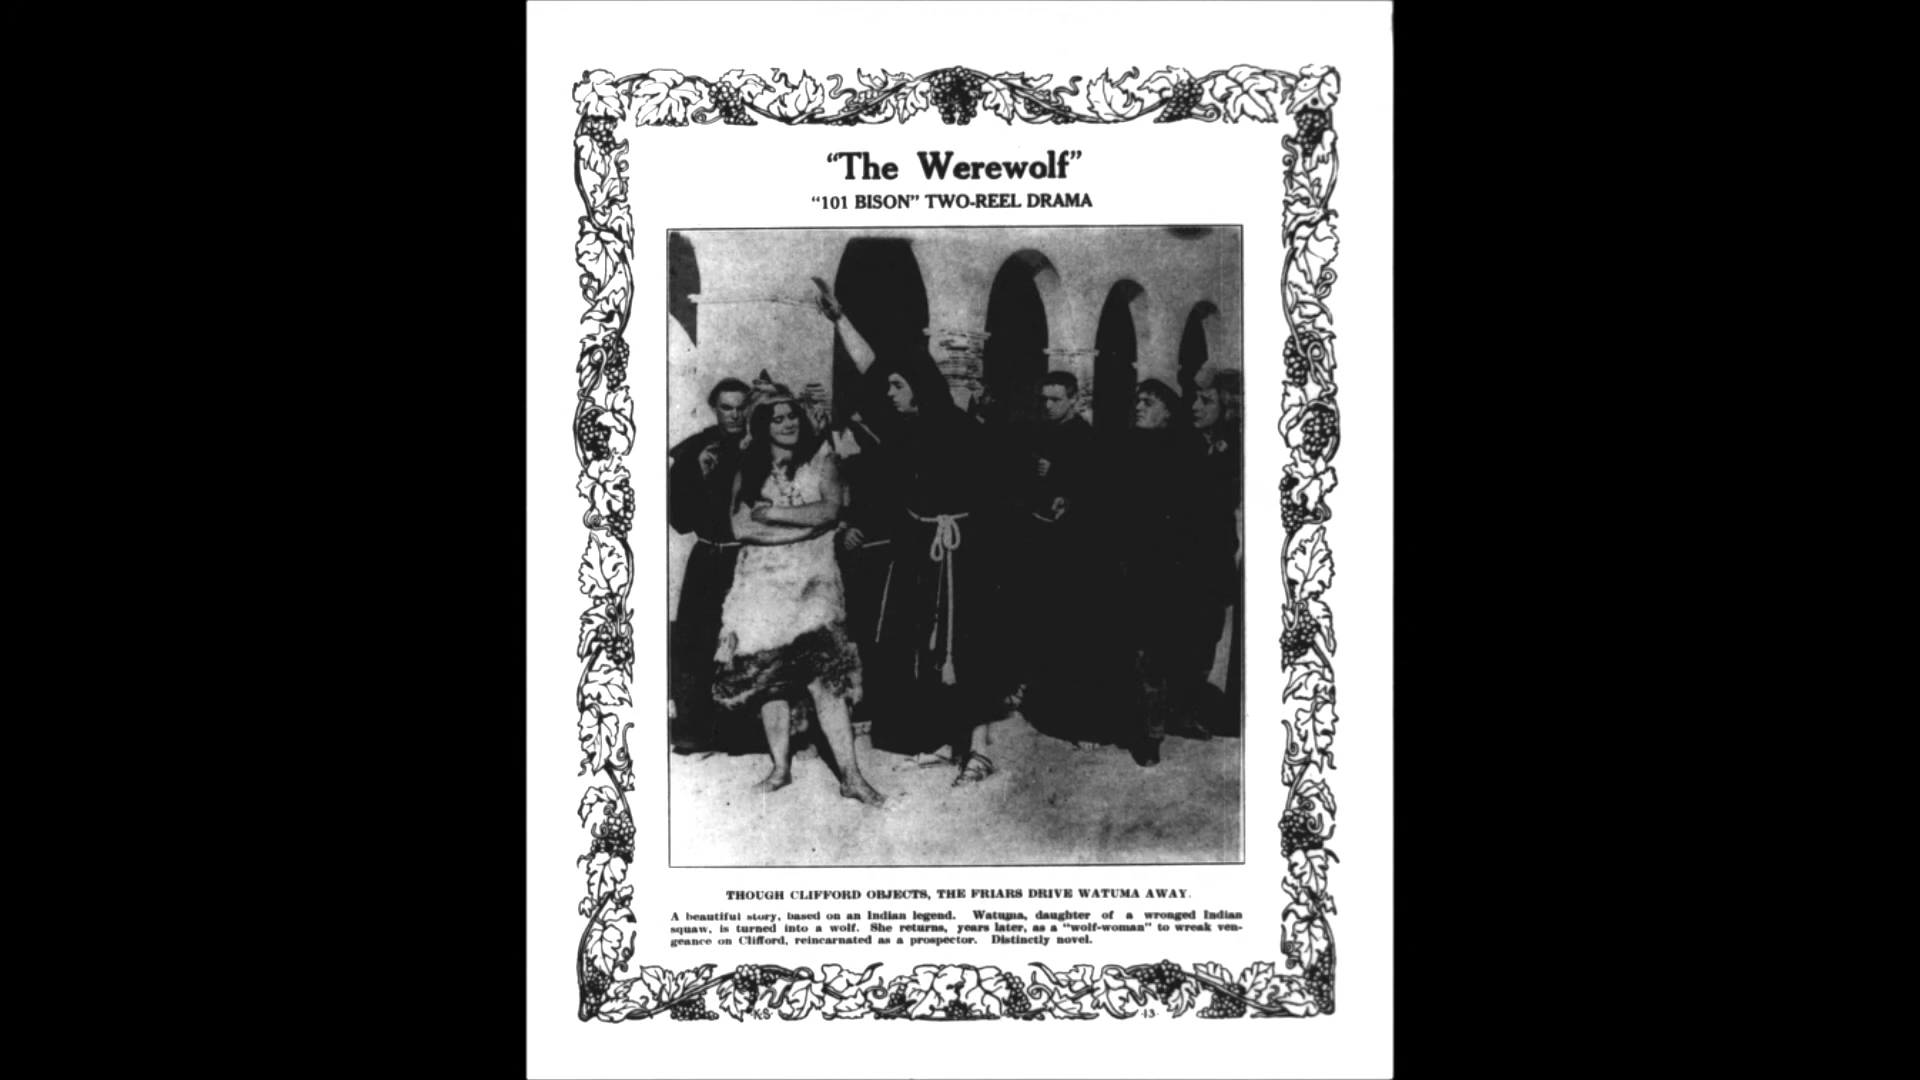 “The Werewolf”
“101 BISON” TWO-REEL DRAMA
THOUGH CLIFFORD OBJECTS, THE FRIARS DRIVE WATUMA AWAY.
A beautiful story, based on an Indian legend. Watuma, daughter of a wronged Indian
squaw, is turned into a wolf. She returns, years later, as a “wolf-woman” to wreak ven-
geance on Clifford, reincarnated as a prospector. Distinctly novel.
·K·S· ·13·